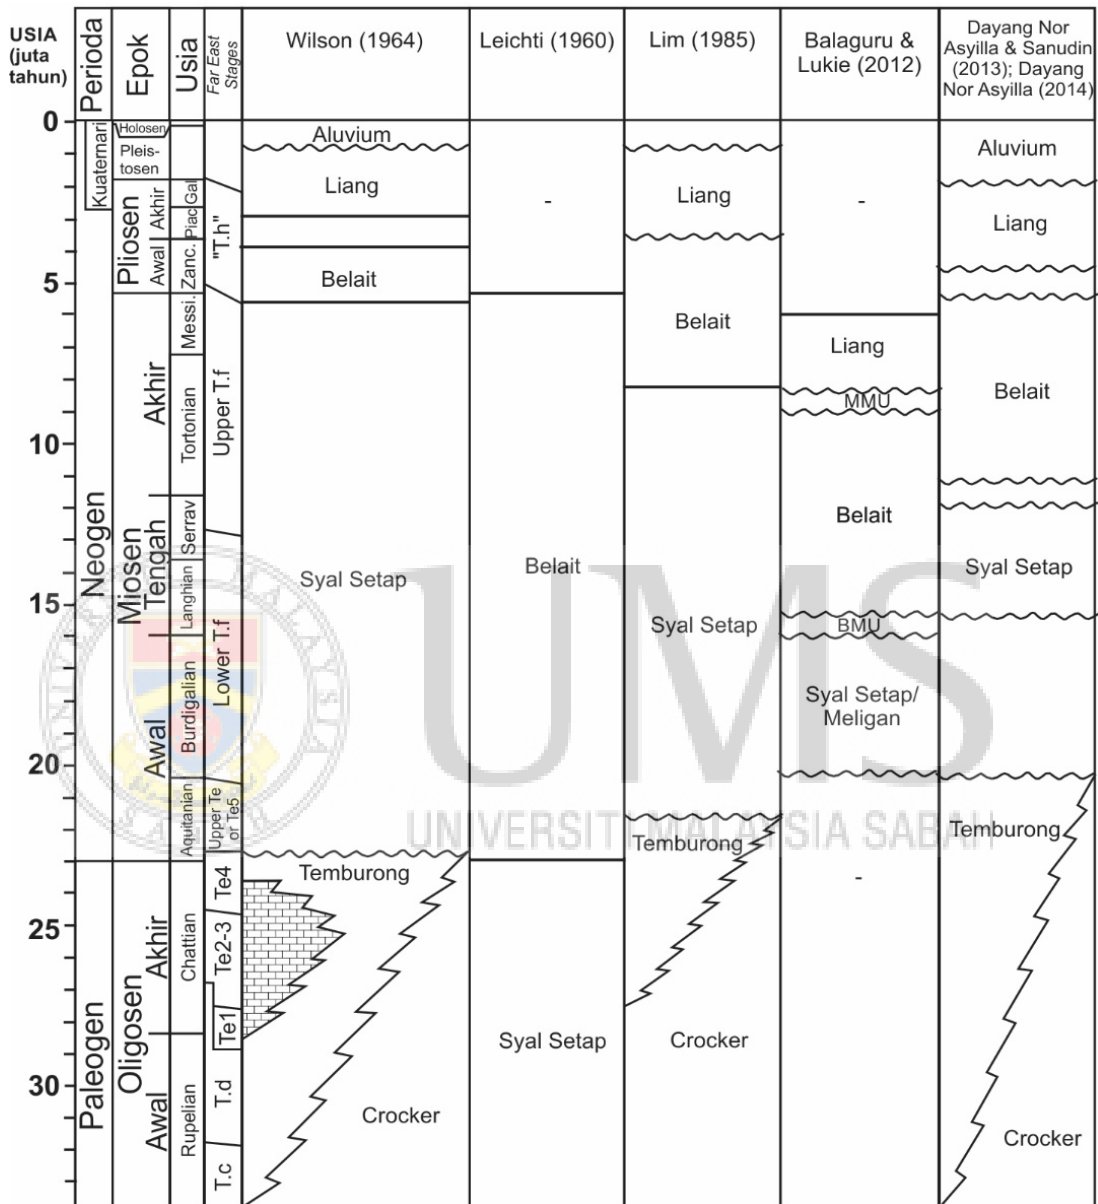 USIA
(juta
tahun)
Perioda
Epok
Usia
Far East
Stages
Wilson (1964)
Leichti (1960)
Lim (1985)
Balaguru &
Lukie (2012)
Dayang Nor
Asyilla & Sanudin
(2013); Dayang
Nor Asyilla (2014)
0
5
10
15
20
25
30
Kuaternari
Neogen
Paleogen
Holosen
Pleis-
tosen
Pliosen
Akhir
Awal
Miosen
Akhir
Tengah
Awal
Oligosen
Akhir
Awal
Gal
Piac
Zanc.
Messi.
Tortonian
Serrav
Langhian
Burdigalian
Aquitanian
Chattian
Rupelian
"T.h"
Upper T.f
Lower T.f
Upper Te
or Te5
Te4
Te2-3
Te1
T.d
T.c
Aluvium
Liang
Belait
Syal Setap
Temburong
Crocker
-
Belait
Syal Setap
Liang
Belait
Syal Setap
Temburong
Crocker
-
Liang
MMU
Belait
BMU
Syal Setap/
Meligan
-
Aluvium
Liang
Belait
Syal Setap
Temburong
Crocker
UMS
UNIVERSITI MALAYSIA SABAH
UNIVERSITI MALAYSIA
SABAH